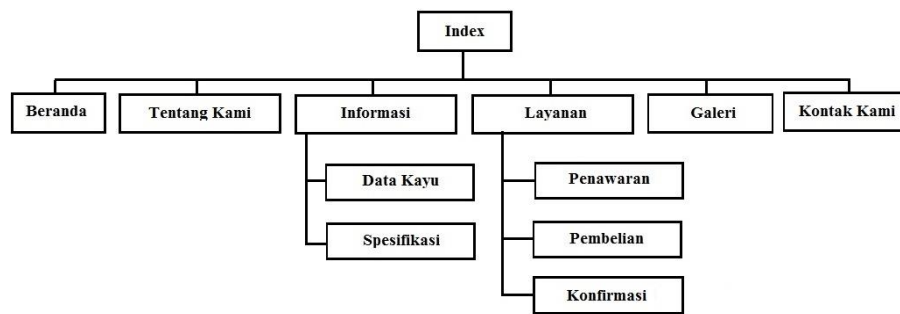 Index
Beranda
Tentang Kami
Informasi
Layanan
Galeri
Kontak Kami
Data Kayu
Penawaran
Spesifikasi
Pembelian
Konfirmasi